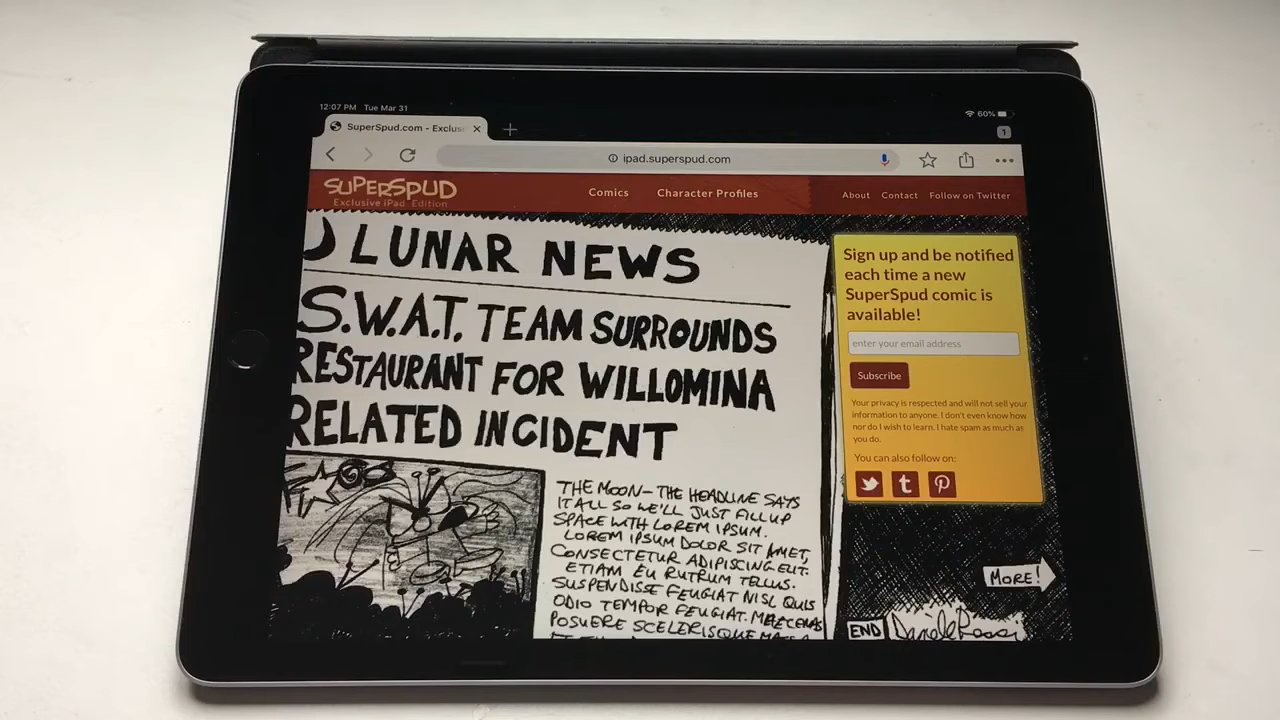 12:07 PM Tue Mar 31
60%
SuperSpud.com - Exclus
1
ipad.superspud.com
SUPERSPUD
Exclusive iPad Edition
Comics Character Profiles
About Contact Follow on Twitter
LUNAR NEWS
S.W.A.T. TEAM SURROUNDS
RESTAURANT FOR WILLOMINA
RELATED INCIDENT
THE MOON- THE HEADLINE SAYS
IT ALL SO WE'LL JUST FILL UP
SPACE WITH LOREM IPSUM.
LOREM IPSUM DOLOR SIT AMET,
CONSECTETUR ADIPISCING ELIT.
ETIAM EU RUTRUM TELLUS.
SUSPENDISSE FEUGIAT NISL QUIS
ODIO TEMPOR FEUGIAT. MAECENAS
POSUERE SCELERISQUE
Sign up and be notified
each time a new
SuperSpud comic is
available!
enter your email address
Subscribe
Your privacy is respected and will not sell your
information to anyone. I don't even know how
nor do I wish to learn. I hate spam as much as
you do.
You can also follow on:
MORE!
END